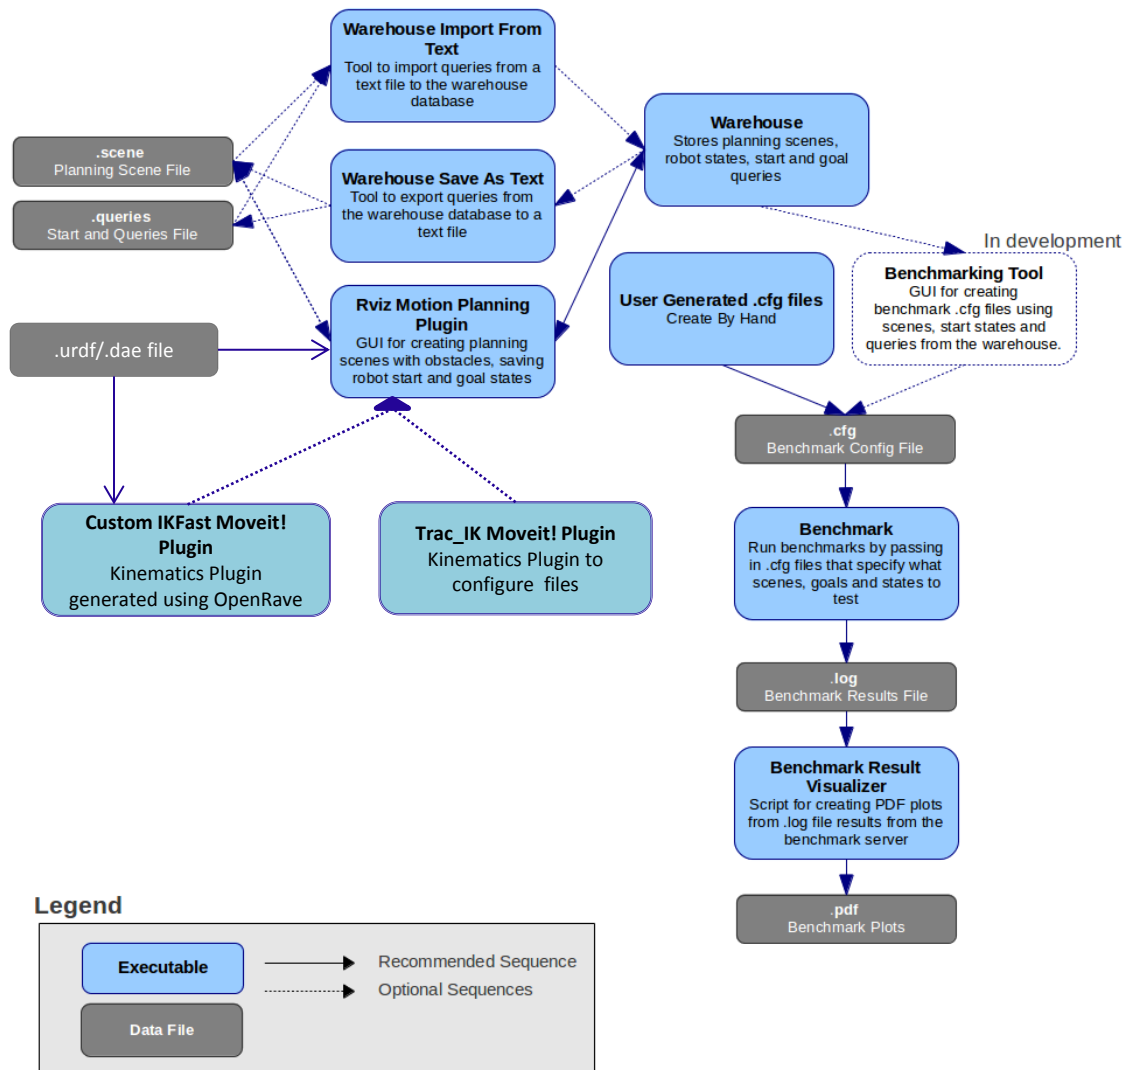 Warehouse Import From
Text
Tool to import queries from a
text file to the warehouse
database
.scene
Planning Scene File
.queries
Start and Queries File
Warehouse Save As Text
Tool to export queries from
the warehouse database to a
text file
Warehouse
Stores planning scenes,
robot states, start and goal
queries
In development
Benchmarking Tool
GUI for creating
benchmark .cfg files using
scenes, start states and
queries from the warehouse.
User Generated .cfg files
Create By Hand
Rviz Motion Planning
Plugin
GUI for creating planning
scenes with obstacles, saving
robot start and goal states
.urdf/.dae file
.cfg
Benchmark Config File
Custom IKFast Moveit!
Plugin
Kinematics Plugin
generated using OpenRave
Trac_IK Moveit! Plugin
Kinematics Plugin to
configure files
Benchmark
Run benchmarks by passing
in .cfg files that specify what
scenes, goals and states to
test
.log
Benchmark Results File
Benchmark Result
Visualizer
Script for creating PDF plots
from .log file results from the
benchmark server
.pdf
Benchmark Plots
Legend
Executable
Recommended Sequence
Optional Sequences
Data File